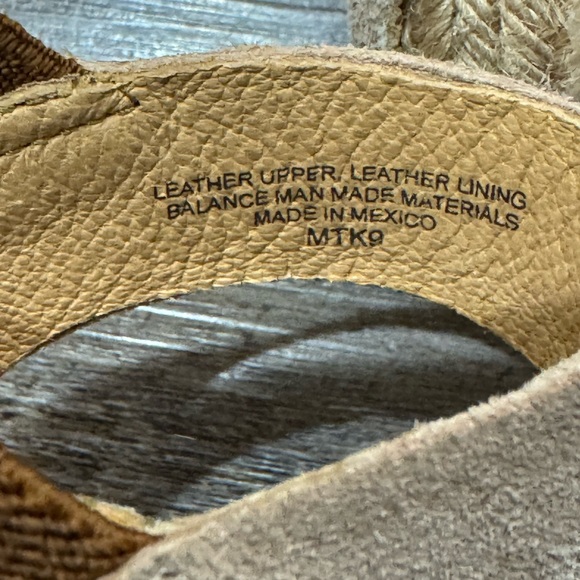 LEATHER UPPER, LEATHER LINING
BALANCE MAN MADE MATERIALS
MADE IN MEXICO
MTK9